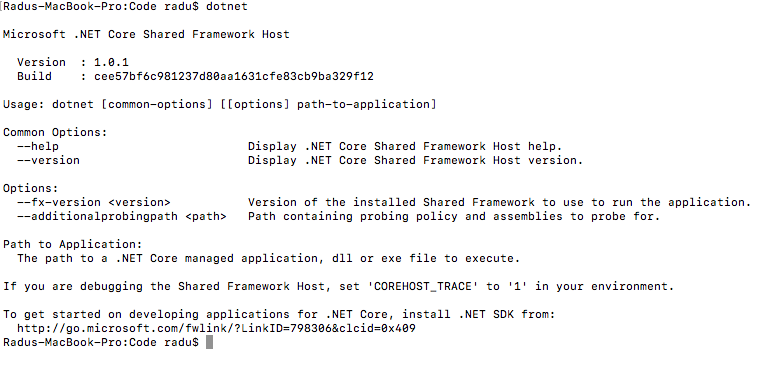 Radus-MacBook-Pro:Code radu$ dotnet
Microsoft .NET Core Shared Framework Host
Version  : 1.0.1
Build    : cee57bf6c981237d80aa1631cfe83cb9ba329f12
Usage: dotnet [common-options] [[options] path-to-application]
Common Options:
--help                           Display .NET Core Shared Framework Host help.
--version                        Display .NET Core Shared Framework Host version.
Options:
--fx-version <version>           Version of the installed Shared Framework to use to run the application.
--additionalprobingpath <path>   Path containing probing policy and assemblies to probe for.
Path to Application:
The path to a .NET Core managed application, dll or exe file to execute.
If you are debugging the Shared Framework Host, set 'COREHOST_TRACE' to '1' in your environment.
To get started on developing applications for .NET Core, install .NET SDK from:
http://go.microsoft.com/fwlink/?LinkID=798306&clcid=0x409
Radus-MacBook-Pro:Code radu$